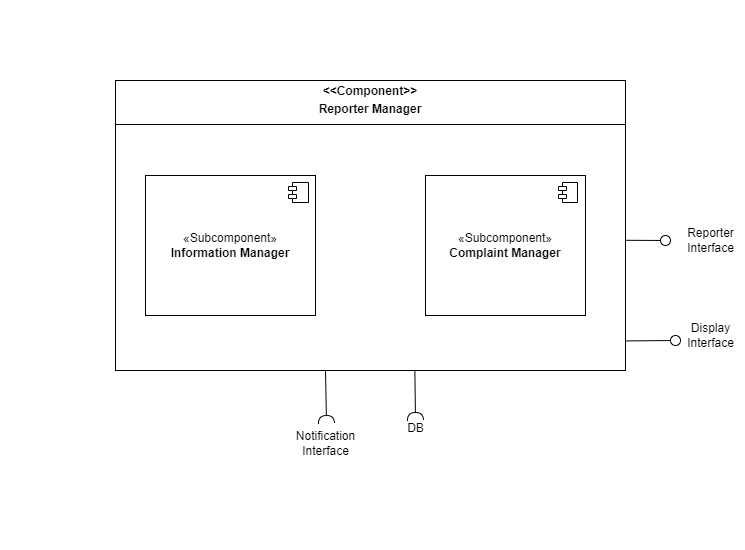 <<Component>>
Reporter Manager
«Subcomponent»
Information Manager
«Subcomponent»
Complaint Manager
Reporter
Interface
Display
Interface
Notification
Interface
DB